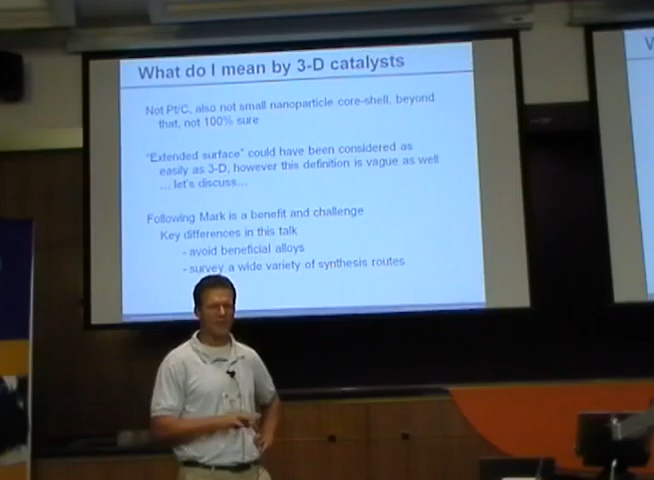 What do I mean by 3-D catalysts
Not Pt/C, also not small nanoparticle core-shell, beyond
that, not 100% sure
"Extended surface" could have been considered as
easily as 3-D, however this definition is vague as well
... let's discuss...
Following Mark is a benefit and challenge
Key differences in this talk
- avoid beneficial alloys
- survey a wide variety of synthesis routes
W